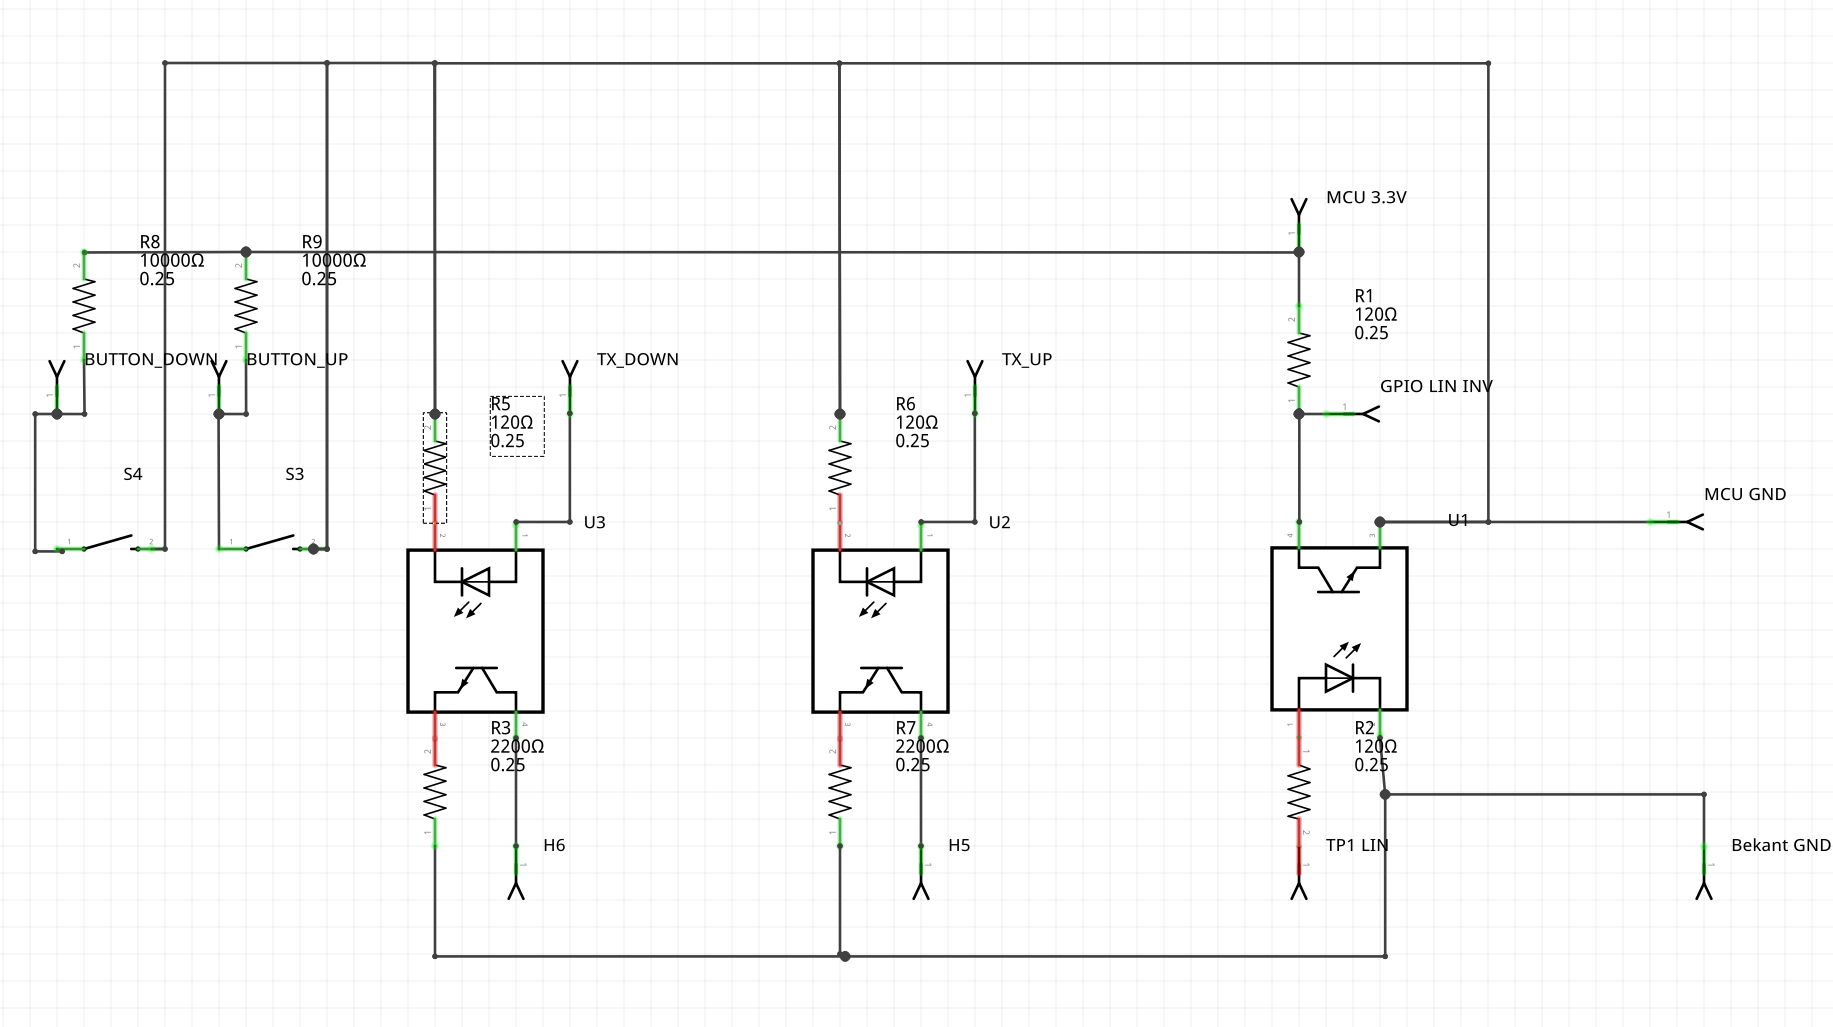 MCU 3.3V
R8
10000Ω
0.25
R9
10000Ω
0.25
R1
120Ω
0.25
BUTTON_DOWN
BUTTON_UP
TX_DOWN
TX_UP
GPIO LIN INV
R5
120Ω
0.25
R6
120Ω
0.25
S4
S3
MCU GND
U3
U2
U1
R3
2200Ω
0.25
R7
2200Ω
0.25
R2
120Ω
0.25
H6
H5
TP1 LIN
Bekant GND